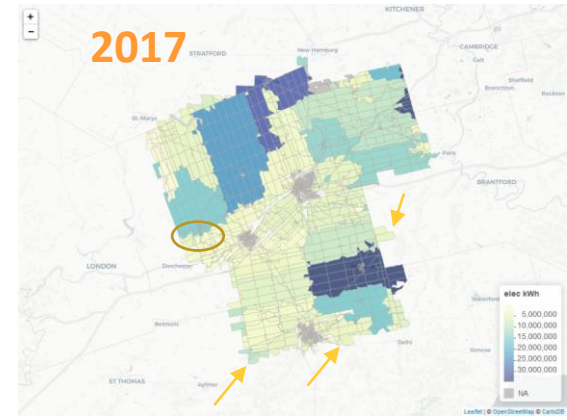 +
−
2017
KITCHENER
STRATFORD
New Hamburg
CAMBRIDGE
Galt
Sheffield
Branchton
Rockton
St. Marys
Paris
BRANTFORD
LONDON
Dorchester
Belmont
Waterford
Delhi
Simcoe
ST THOMAS
Aylmer
elec kWh
5,000,000
10,000,000
15,000,000
20,000,000
25,000,000
30,000,000
NA
Leaflet | © OpenStreetMap © CartoDB